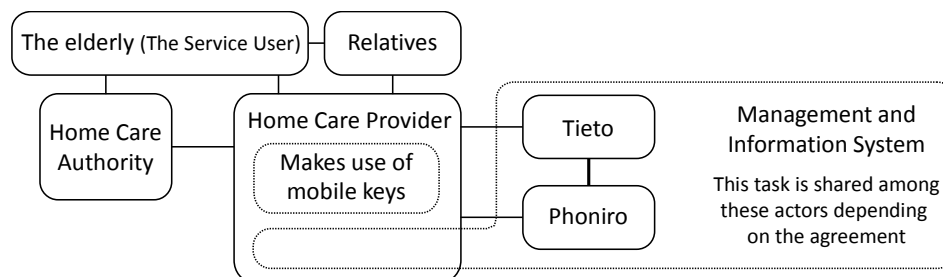 The elderly (The Service User)
Relatives
Home Care
Authority
Home Care Provider
Makes use of
mobile keys
Tieto
Phoniro
Management and
Information System
This task is shared among
these actors depending
on the agreement